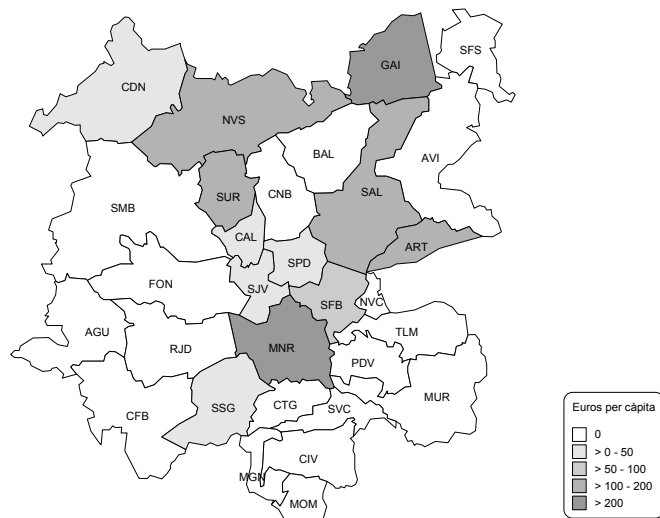 SFS
GAI
CDN
NVS
BAL
AVI
SUR
CNB
SAL
SMB
CAL
ART
SPD
FON
SJV
SFB
NVC
AGU
RJD
MNR
TLM
PDV
CFB
SSG
CTG
SVC
MUR
CIV
MGN
MOM
Euros per càpita
0
> 0 - 50
> 50 - 100
> 100 - 200
> 200